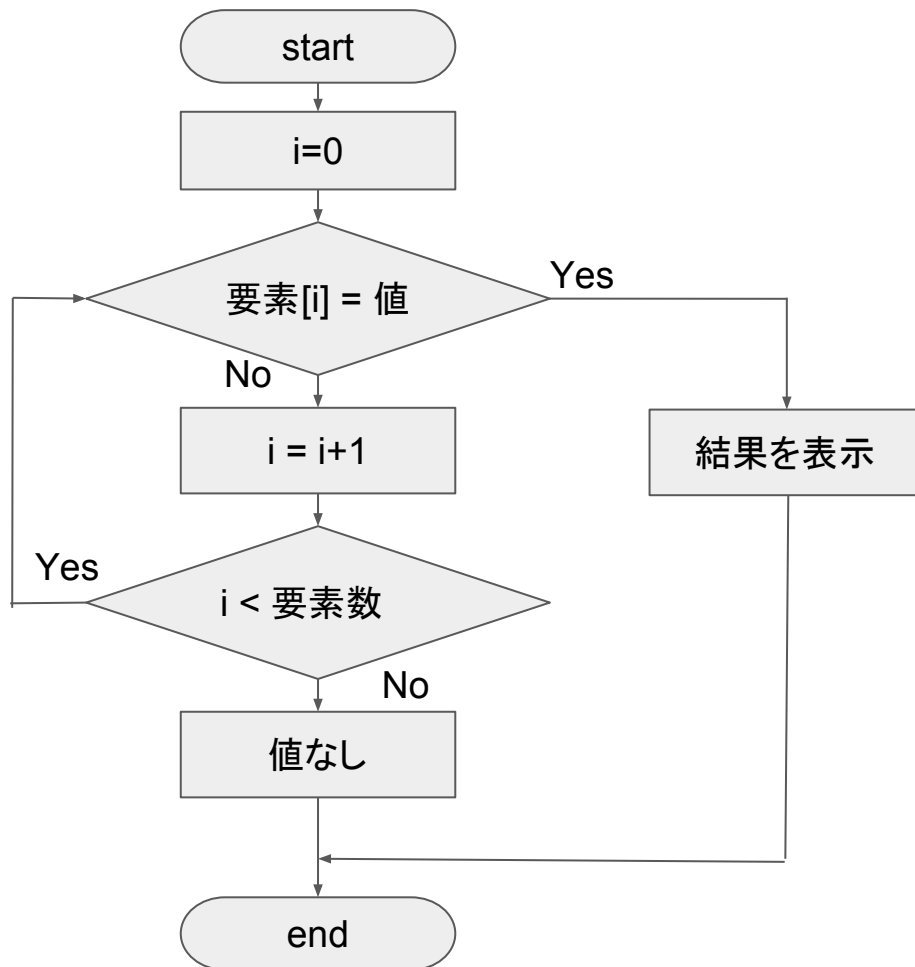 start
i=0
要素[i] = 値
Yes
No
i = i+1
結果を表示
Yes
i < 要素数
No
値なし
end